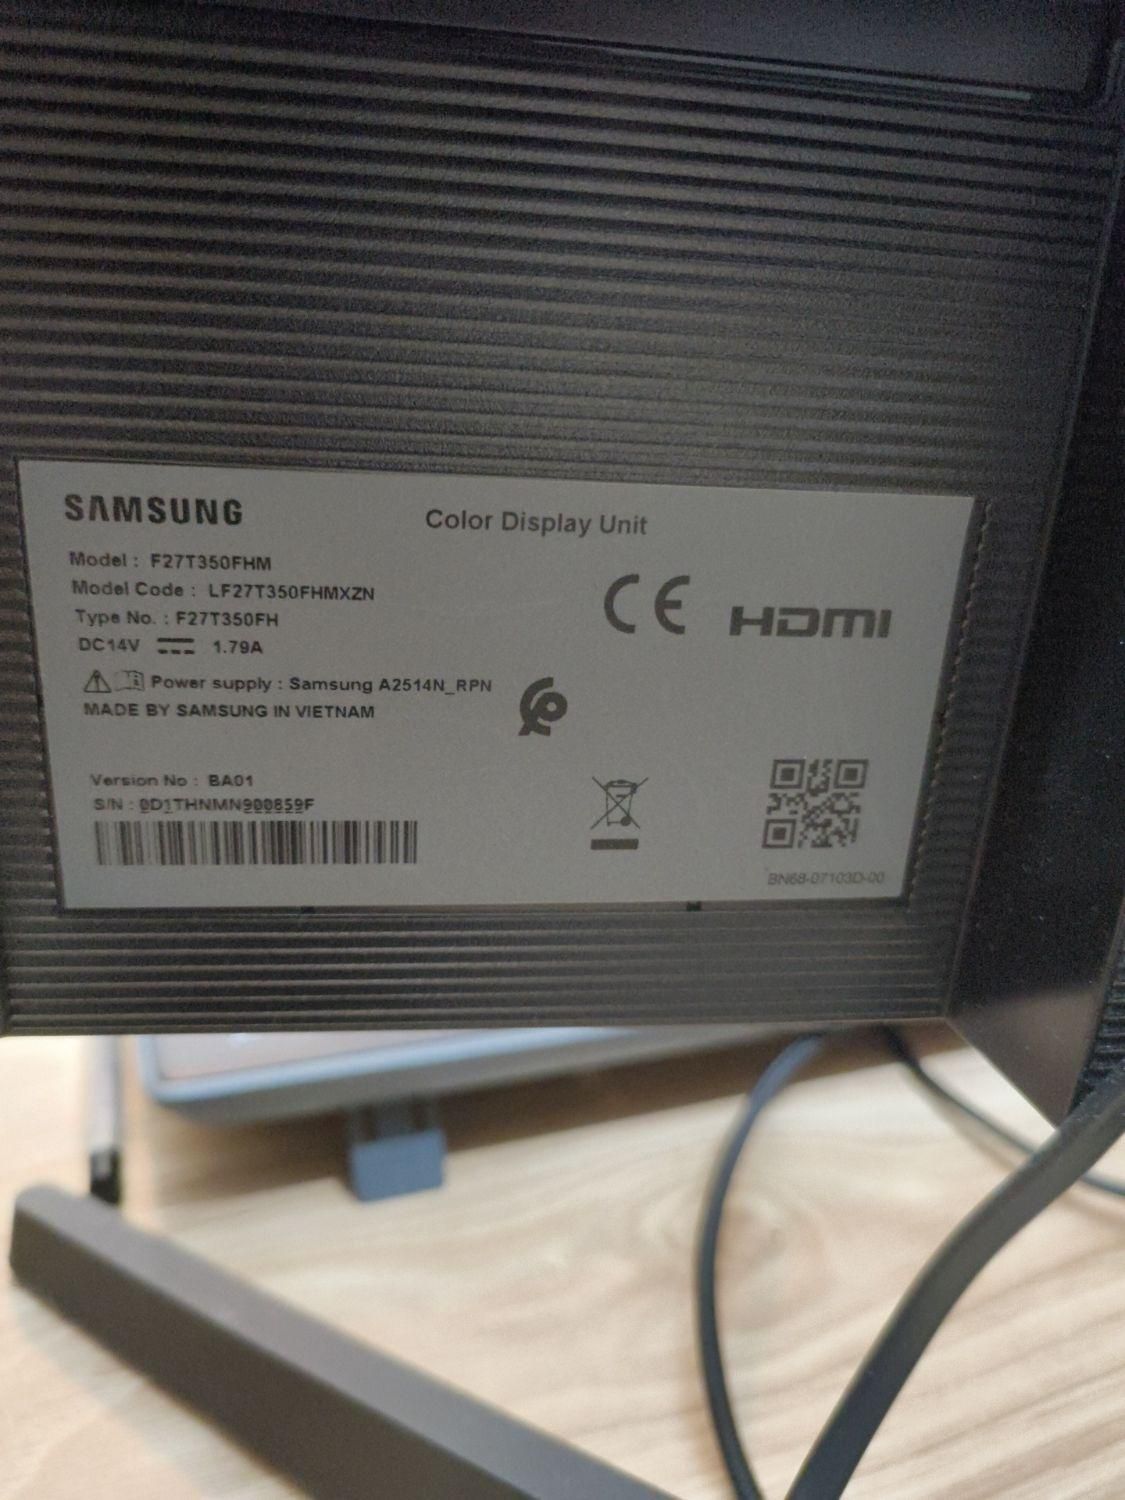 SAMSUNG
Color Display Unit
Model : F27T350FHM
Model Code : LF27T350FHMXZN
Type No. : F27T350FH
DC14V 1.79A
Power supply : Samsung A2514N_RPN
MADE BY SAMSUNG IN VIETNAM
CE HDMI
Version No : BA01
S/N : 0D1THNMN900859F
BN68-07103D-00